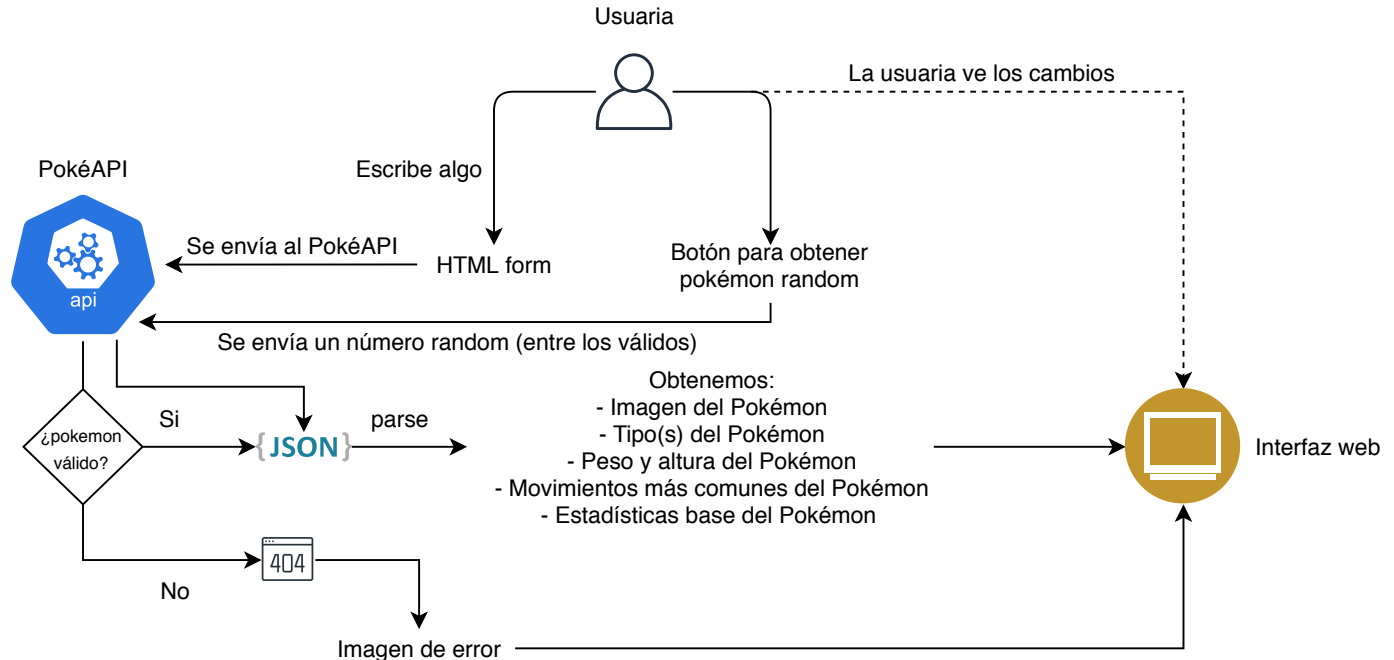 Usuaria
La usuaria ve los cambios
Escribe algo
PokéAPI
api
Se envía al PokéAPI
HTML form
Botón para obtener
pokémon random
Se envía un número random (entre los válidos)
¿pokemon
válido?
Si
{JSON}
parse
Obtenemos:
- Imagen del Pokémon
- Tipo(s) del Pokémon
- Peso y altura del Pokémon
- Movimientos más comunes del Pokémon
- Estadísticas base del Pokémon
Interfaz web
No
404
Imagen de error